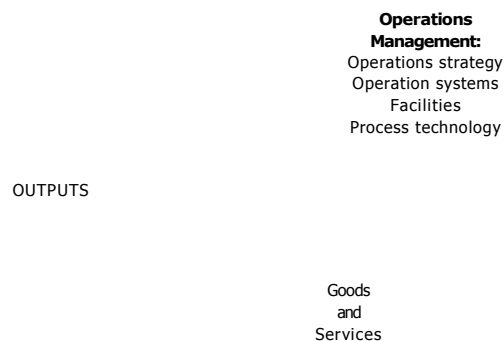 Operations
Management:
Operations strategy
Operation systems
Facilities
Process technology
OUTPUTS
Goods
and
Services